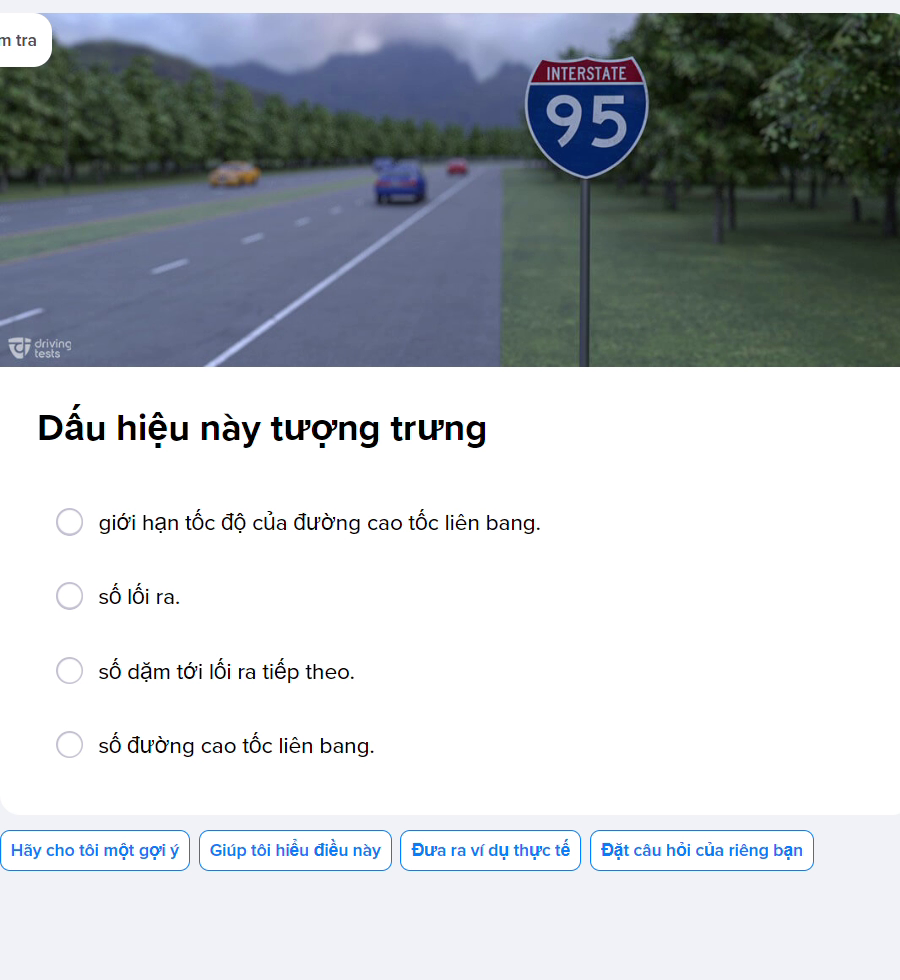 m tra
INTERSTATE
95
driving
tests
Dấu hiệu này tượng trưng
giới hạn tốc độ của đường cao tốc liên bang.
số lối ra.
số dặm tới lối ra tiếp theo.
số đường cao tốc liên bang.
Hãy cho tôi một gợi ý Giúp tôi hiểu điều này Đưa ra ví dụ thực tế Đặt câu hỏi của riêng bạn